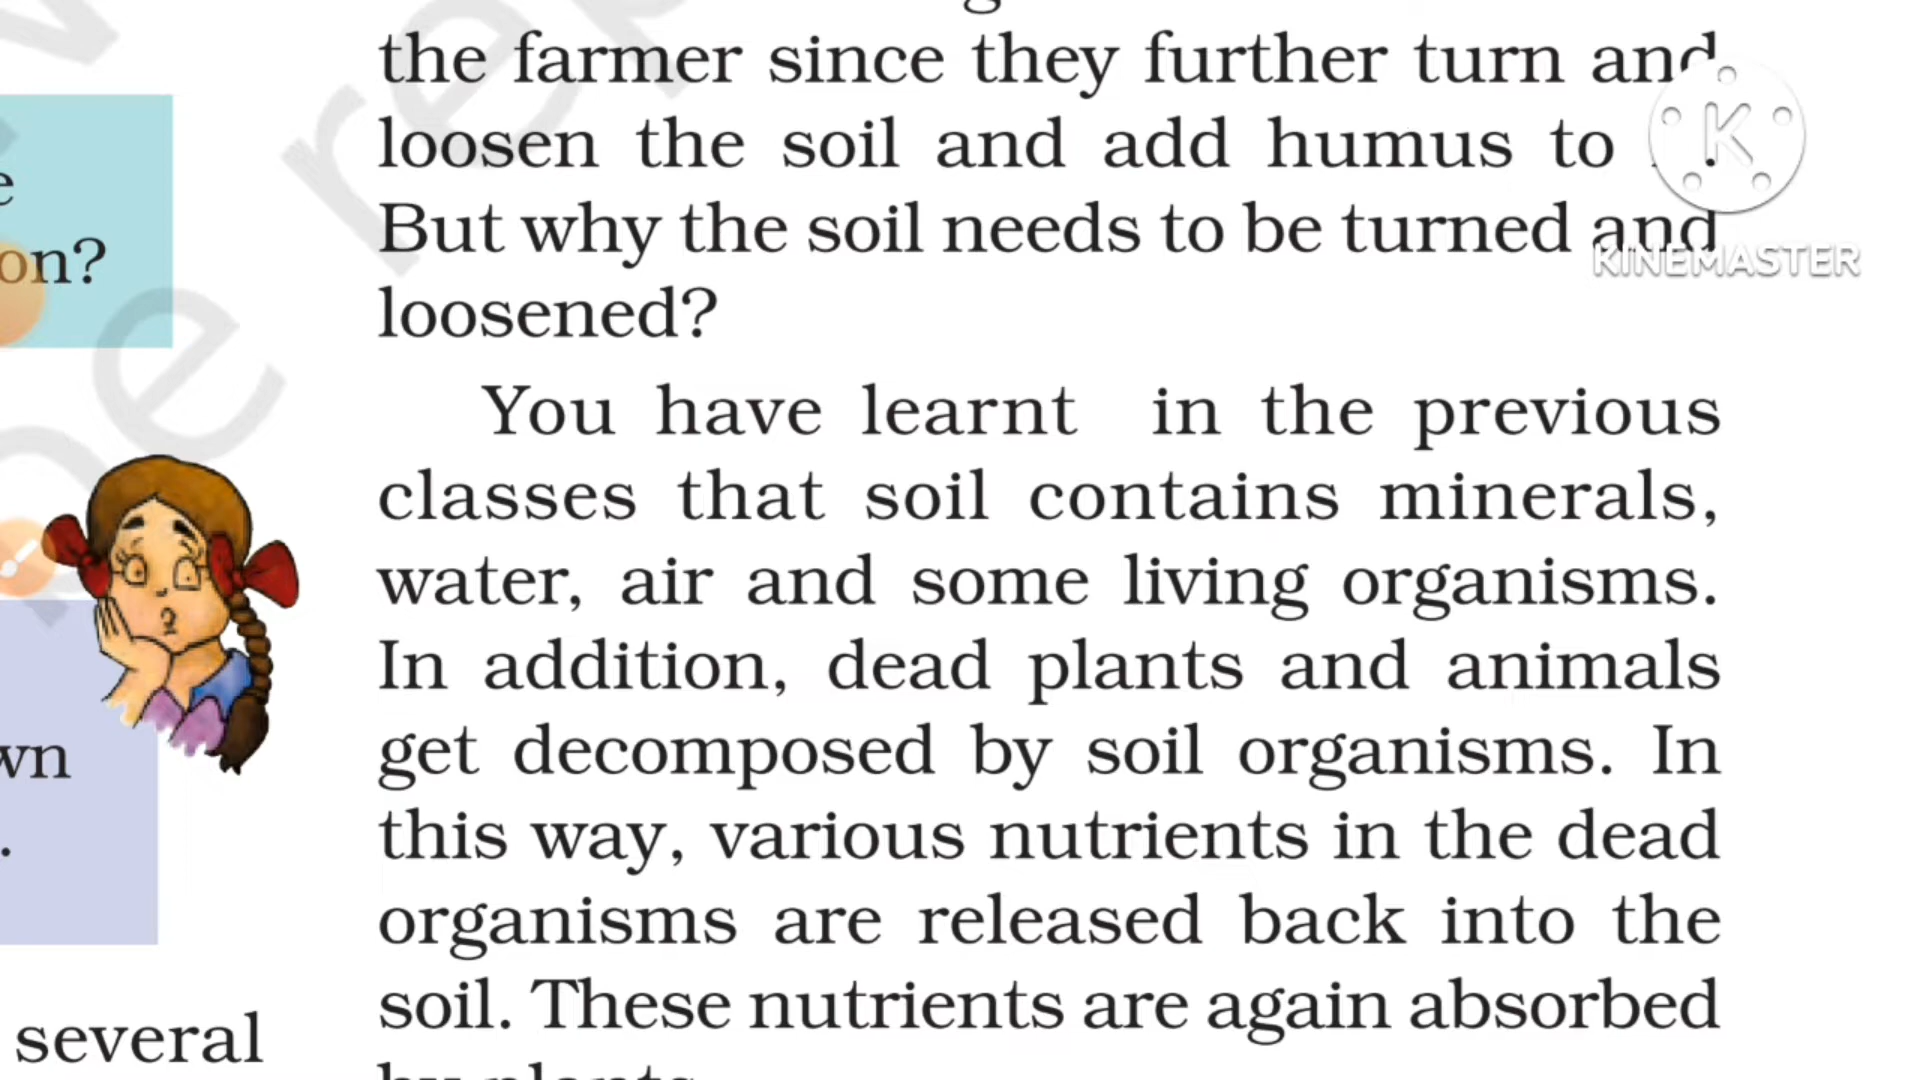 the farmer since they further turn and
loosen the soil and add humus to
But why the soil needs to be turned and
loosened?
You have learnt in the previous
classes that soil contains minerals,
water, air and some living organisms.
In addition, dead plants and animals
get decomposed by soil organisms. In
this way, various nutrients in the dead
organisms are released back into the
soil. These nutrients are again absorbed
by plants
e
on?
wn
.
several
K
KINEMASTER
re
be